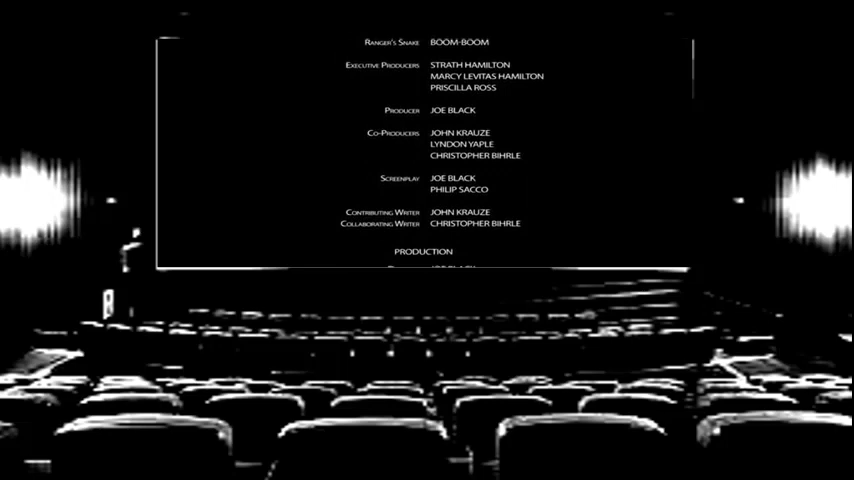 RANGER'S SNAKE BOOM-BOOM
EXECUTIVE PRODUCERS STRATH HAMILTON
MARCY LEVITAS HAMILTON
PRISCILLA ROSS
PRODUCER JOE BLACK
CO-PRODUCERS JOHN KRAUZE
LYNDON YAPLE
CHRISTOPHER BIHRLE
SCREENPLAY JOE BLACK
PHILIP SACCO
CONTRIBUTING WRITER JOHN KRAUZE
COLLABORATING WRITER CHRISTOPHER BIHRLE
PRODUCTION